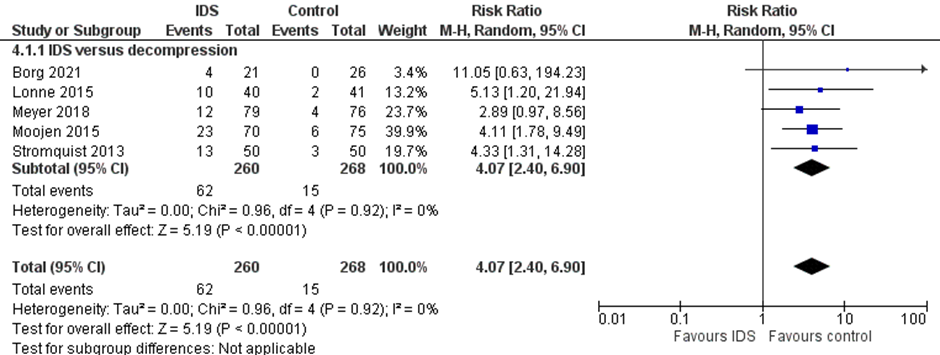 IDS Control Risk Ratio Risk Ratio
Study or Subgroup Events Total Events Total Weight M-H, Random, 95% CI M-H, Random, 95% CI
4.1.1 IDS versus decompression
Borg 2021 4 21 0 26 3.4% 11.05 [0.63, 194.23]
Lonne 2015 10 40 2 41 13.2% 5.13 [1.20, 21.94]
Meyer 2018 12 79 4 76 23.7% 2.89 [0.97, 8.56]
Moojen 2015 23 70 6 75 39.9% 4.11 [1.78, 9.49]
Stromquist 2013 13 50 3 50 19.7% 4.33 [1.31, 14.28]
Subtotal (95% CI) 260 268 100.0% 4.07 [2.40, 6.90]
Total events 62 15
Heterogeneity: Tau² = 0.00; Chi² = 0.96, df = 4 (P = 0.92); I² = 0%
Test for overall effect: Z = 5.19 (P < 0.00001)
Total (95% CI) 260 268 100.0% 4.07 [2.40, 6.90]
Total events 62 15
Heterogeneity: Tau² = 0.00; Chi² = 0.96, df = 4 (P = 0.92); I² = 0%
Test for overall effect: Z = 5.19 (P < 0.00001)
Test for subgroup differences: Not applicable
0.01 0.1 1 10 100
Favours IDS Favours control